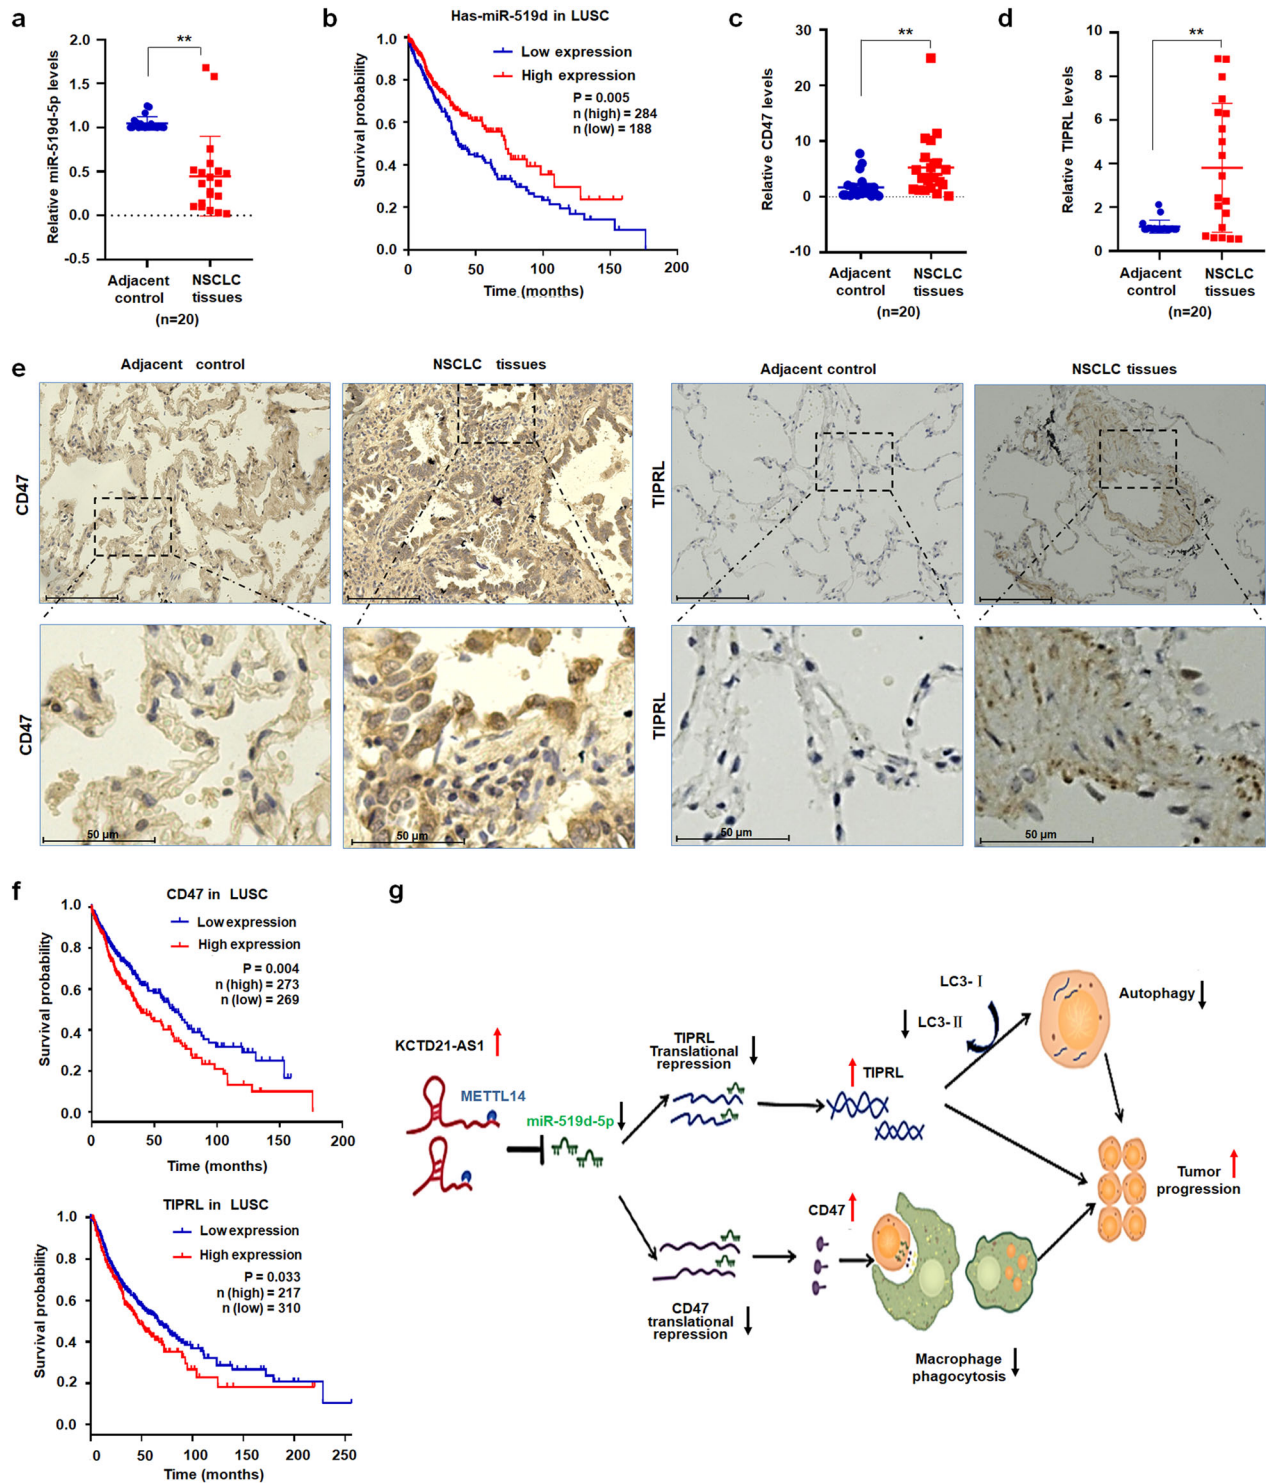 a
**
Relative miR-519d-5p levels
2.0
1.5
1.0
0.5
0.0
-0.5
Adjacent control
NSCLC tissues
(n=20)
b
Has-miR-519d in LUSC
Low expression
High expression
P = 0.005
n (high) = 284
n (low) = 188
Survival probability
1.0
0.8
0.6
0.4
0.2
0.0
0 50 100 150 200
Time (months)
c
**
Relative CD47 levels
30
20
10
0
-10
Adjacent control
NSCLC tissues
(n=20)
d
**
Relative TIPRL levels
10
8
6
4
2
0
Adjacent control
NSCLC tissues
(n=20)
e
Adjacent control
NSCLC tissues
Adjacent control
NSCLC tissues
CD47
TIPRL
CD47
50 µm
50 µm
TIPRL
50 µm
50 µm
f
CD47 in LUSC
Low expression
High expression
P = 0.004
n (high) = 273
n (low) = 269
Survival probability
1.0
0.8
0.6
0.4
0.2
0.0
0 50 100 150 200
Time (months)
TIPRL in LUSC
Low expression
High expression
P = 0.033
n (high) = 217
n (low) = 310
Survival probability
1.0
0.8
0.6
0.4
0.2
0.0
0 50 100 150 200 250
Time (months)
g
KCTD21-AS1
METTL14
miR-519d-5p
TIPRL
Translational
repression
TIPRL
LC3-Ⅰ
LC3-Ⅱ
Autophagy
Tumor
progression
CD47
translational
repression
CD47
Macrophage
phagocytosis